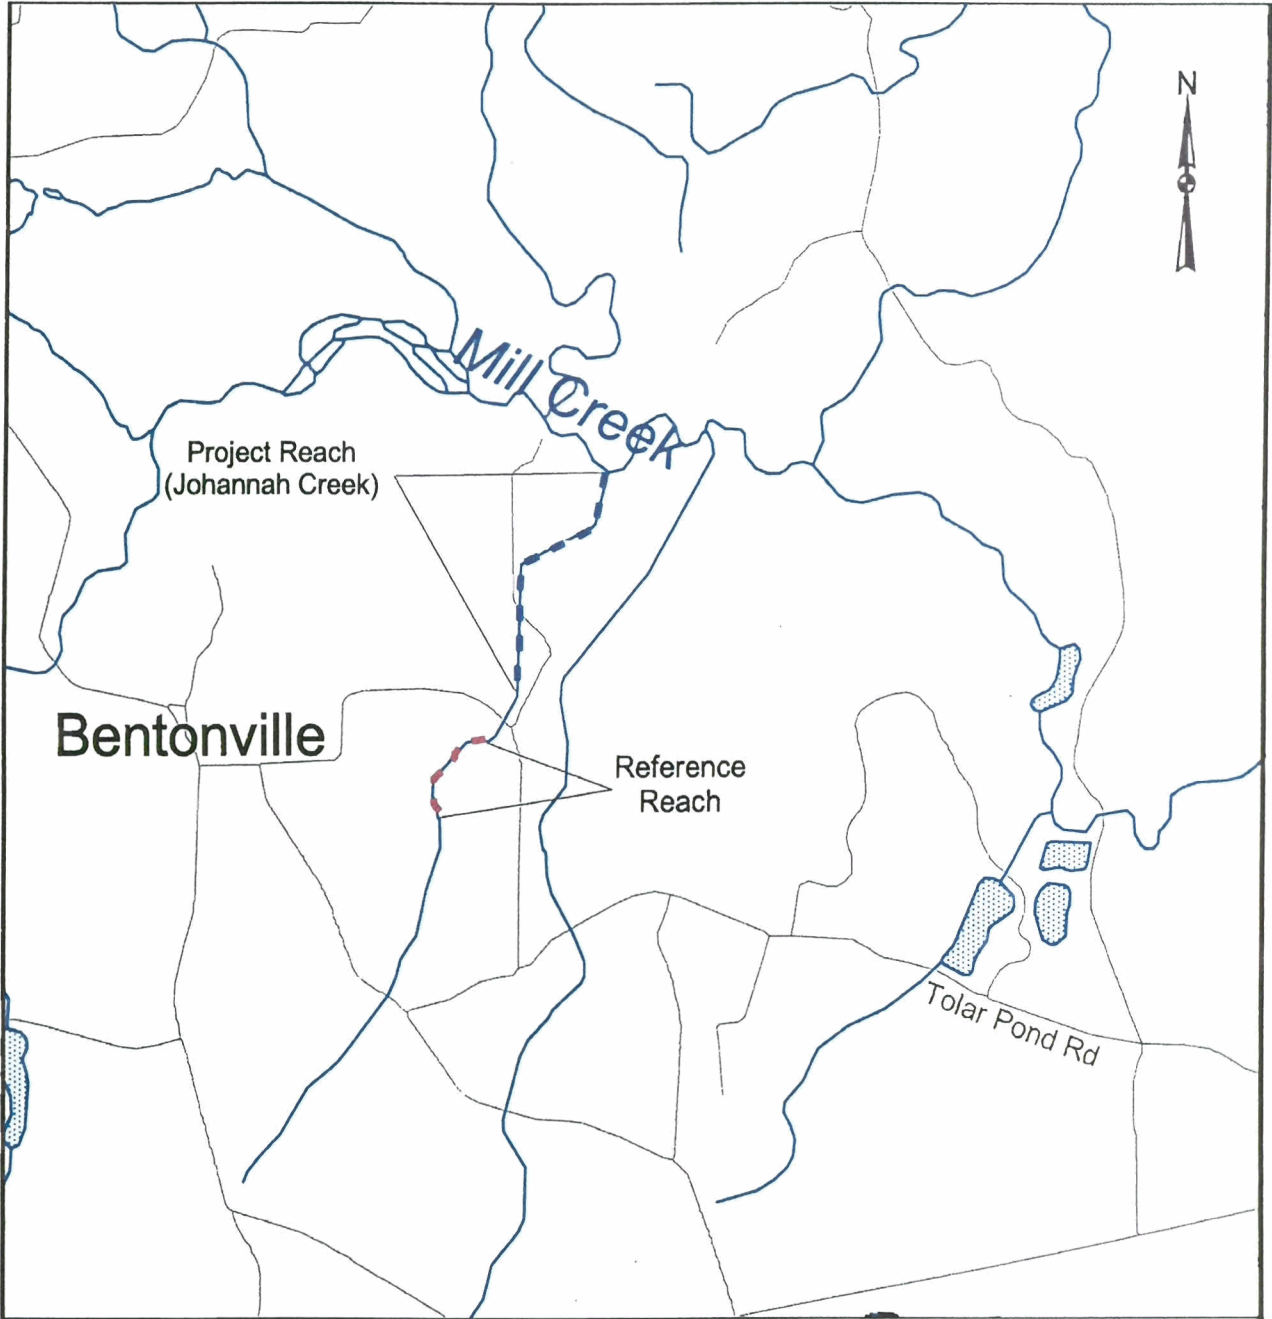 N
Mill Creek
Project Reach
(Johannah Creek)
Bentonville
Reference
Reach
Tolar Pond Rd